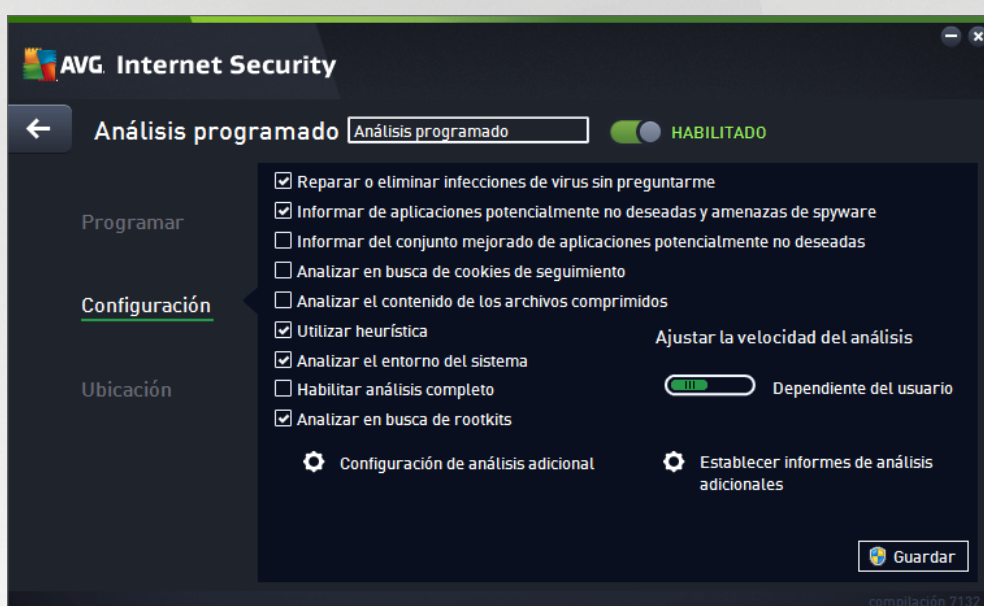 AVG Internet Security
Análisis programado
Análisis programado
HABILITADO
Programar
Configuración
Ubicación
Reparar o eliminar infecciones de virus sin preguntarme
Informar de aplicaciones potencialmente no deseadas y amenazas de spyware
Informar del conjunto mejorado de aplicaciones potencialmente no deseadas
Analizar en busca de cookies de seguimiento
Analizar el contenido de los archivos comprimidos
Utilizar heurística
Analizar el entorno del sistema
Habilitar análisis completo
Analizar en busca de rootkits
Ajustar la velocidad del análisis
Dependiente del usuario
Configuración de análisis adicional
Establecer informes de análisis
adicionales
Guardar
compilación 7132